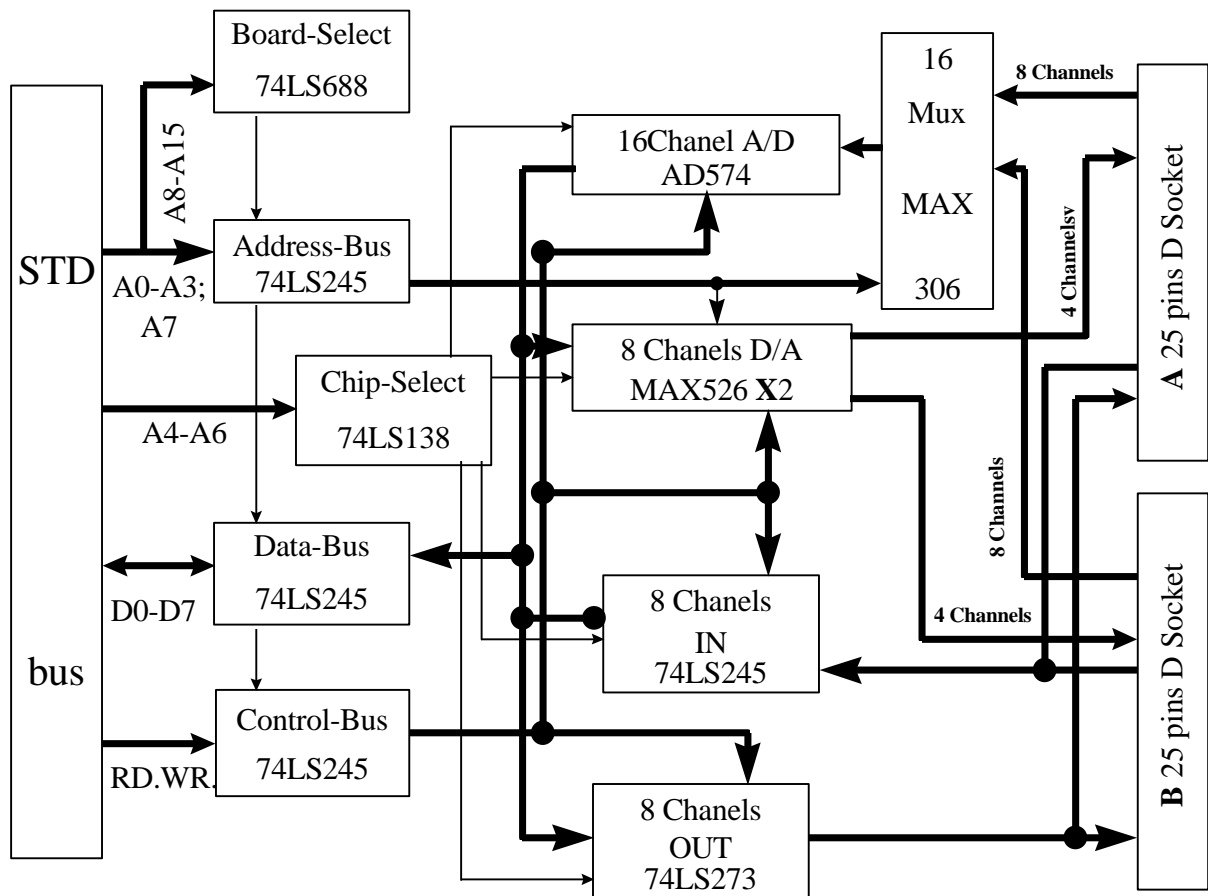 Board-Select
74LS688
A8-A15
STD
bus
A0-A3;
A7
Address-Bus
74LS245
A4-A6
Chip-Select
74LS138
D0-D7
Data-Bus
74LS245
RD.WR.
Control-Bus
74LS245
16Chanel A/D
AD574
16
Mux
MAX
306
8 Chanels D/A
MAX526 X2
8 Chanels
IN
74LS245
8 Chanels
OUT
74LS273
8 Channels
4 Channelsv
8 Channels
4 Channels
A 25 pins D Socket
B 25 pins D Socket